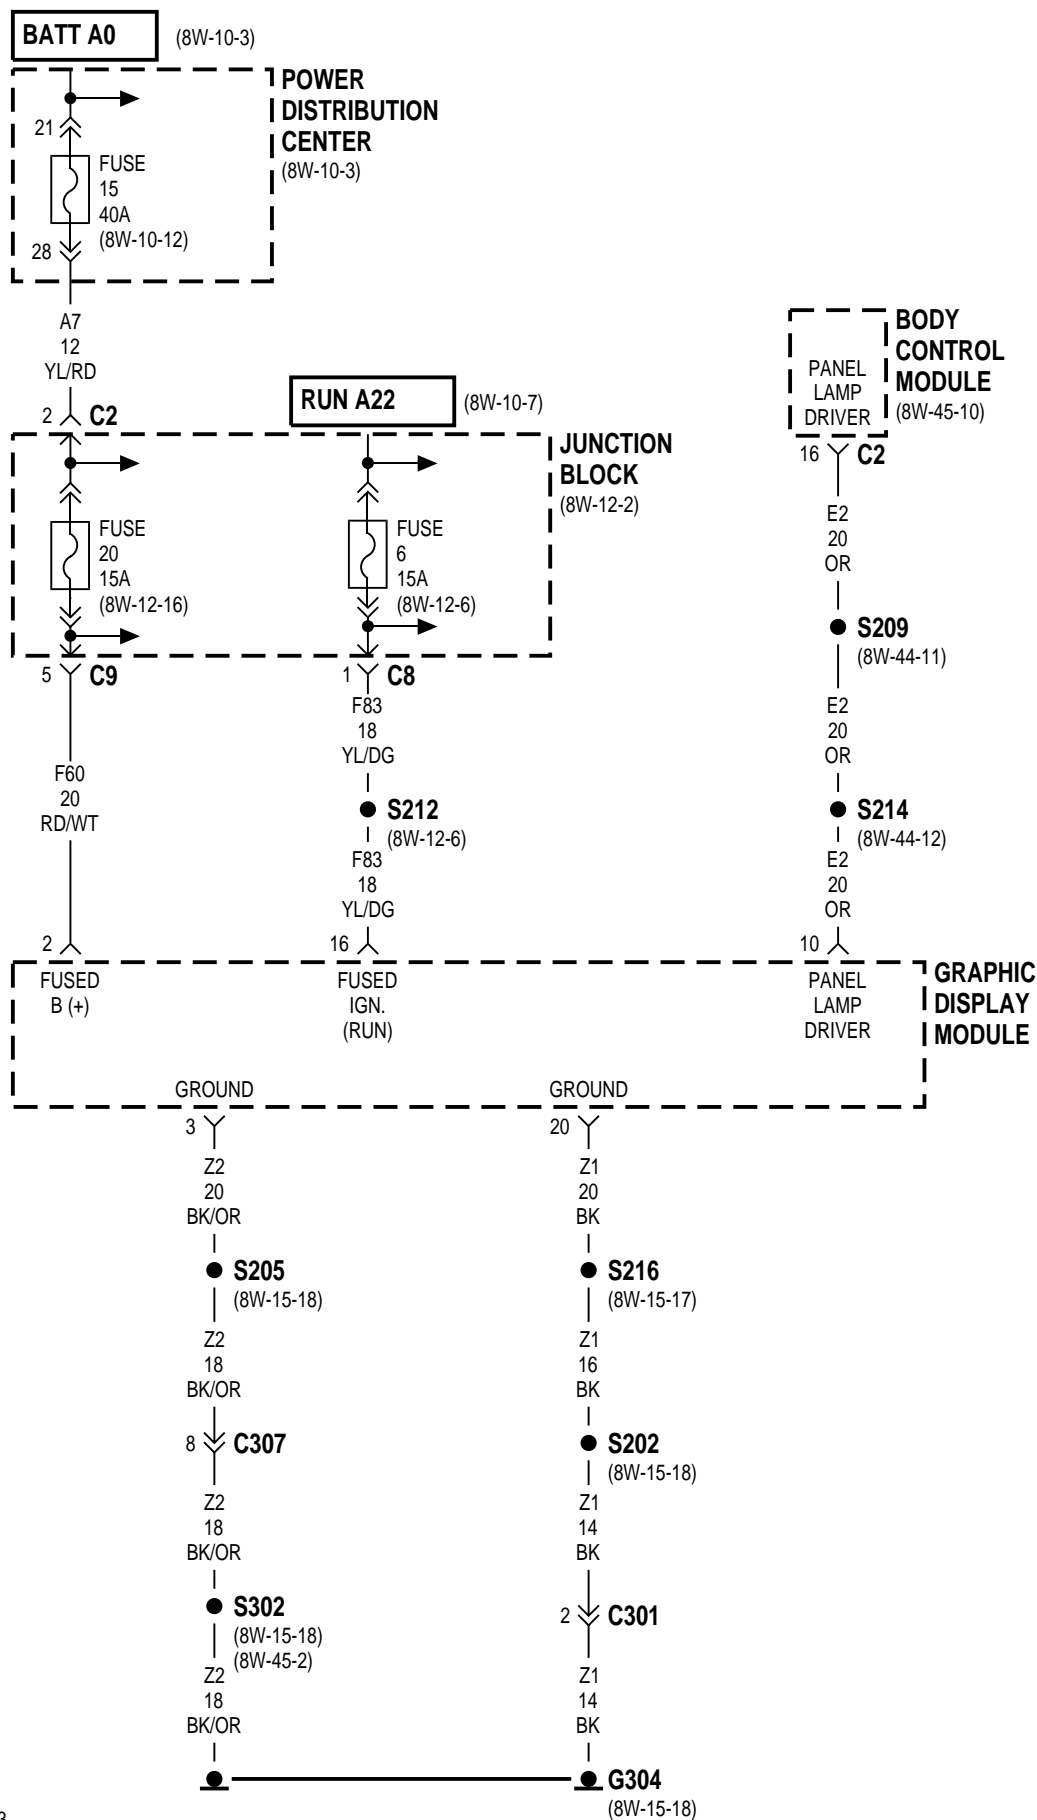 BATT A0 (8W-10-3)
POWER
DISTRIBUTION
CENTER
(8W-10-3)
21
FUSE
15
40A
(8W-10-12)
28
A7
12
YL/RD
2 C2
RUN A22 (8W-10-7)
BODY
CONTROL
MODULE
(8W-45-10)
PANEL
LAMP
DRIVER
16 C2
JUNCTION
BLOCK
(8W-12-2)
FUSE
20
15A
(8W-12-16)
FUSE
6
15A
(8W-12-6)
5 C9
1 C8
E2
20
OR
S209
(8W-44-11)
F60
20
RD/WT
F83
18
YL/DG
S212
(8W-12-6)
F83
18
YL/DG
E2
20
OR
S214
(8W-44-12)
E2
20
OR
2
16
10
FUSED
B (+)
FUSED
IGN.
(RUN)
PANEL
LAMP
DRIVER
GRAPHIC
DISPLAY
MODULE
GROUND
GROUND
3
Z2
20
BK/OR
S205
(8W-15-18)
Z2
18
BK/OR
8 C307
Z2
18
BK/OR
S302
(8W-15-18)
(8W-45-2)
Z2
18
BK/OR
20
Z1
20
BK
S216
(8W-15-17)
Z1
16
BK
S202
(8W-15-18)
Z1
14
BK
2 C301
Z1
14
BK
G304
(8W-15-18)